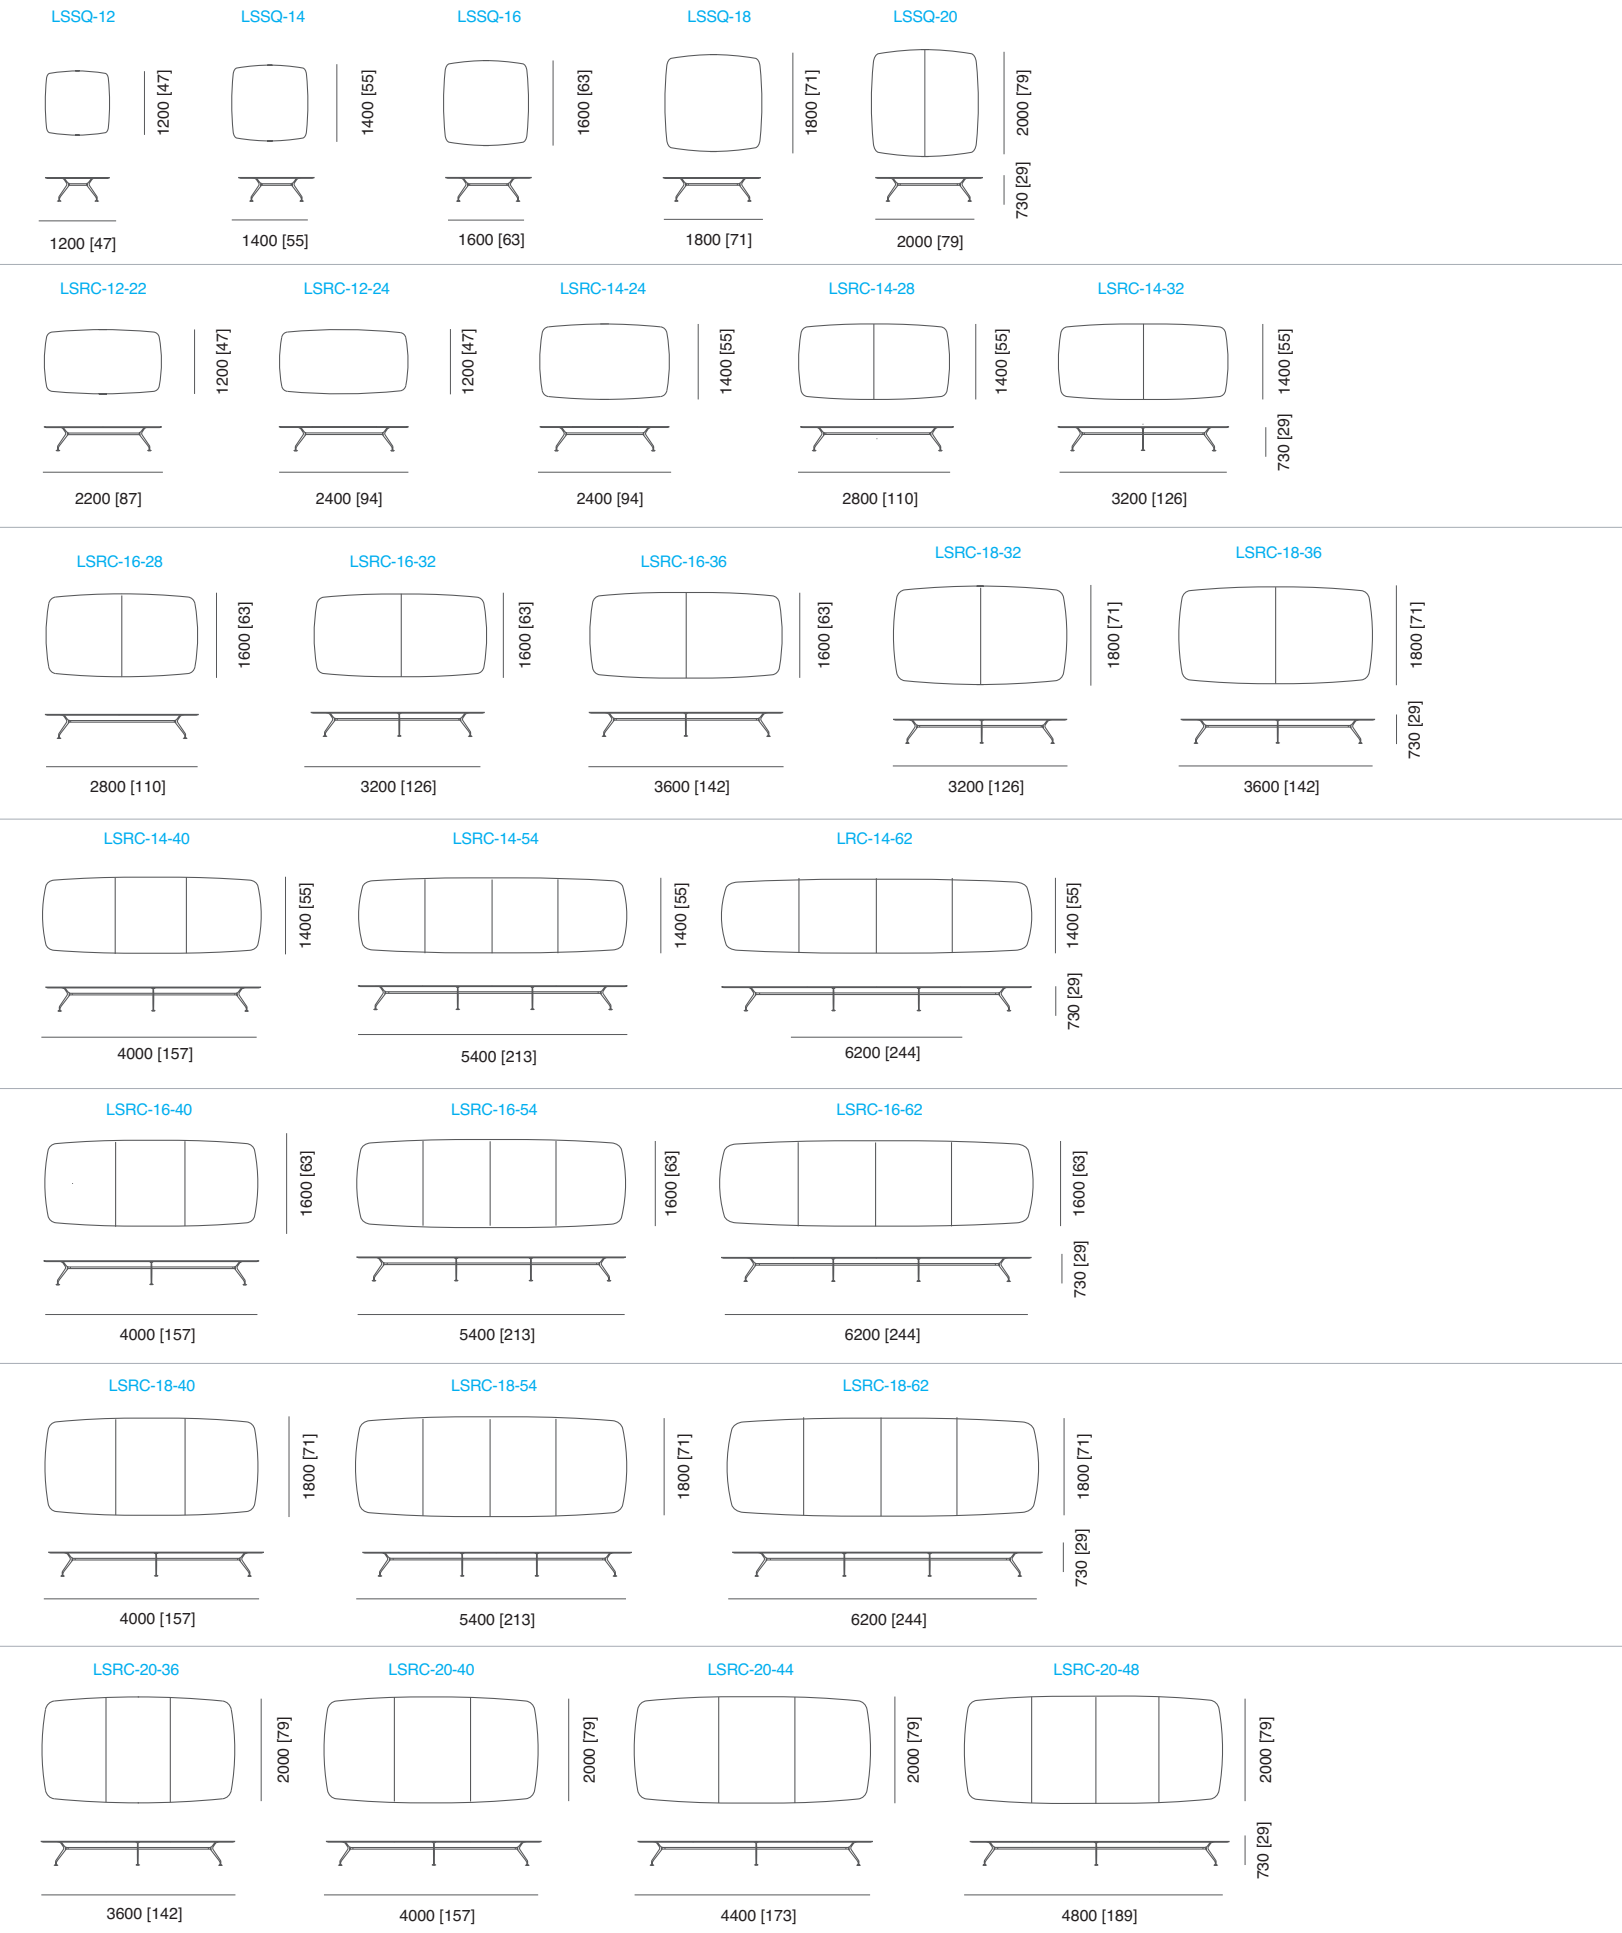 LSSQ-12 LSSQ-14 LSSQ-16 LSSQ-18 LSSQ-20
1200 [47] 1400 [55] 1600 [63] 1800 [71] 2000 [79]
730 [29]
1200 [47] 1400 [55] 1600 [63] 1800 [71] 2000 [79]
LSRC-12-22 LSRC-12-24 LSRC-14-24 LSRC-14-28 LSRC-14-32
1200 [47] 1200 [47] 1400 [55] 1400 [55] 1400 [55]
730 [29]
2200 [87] 2400 [94] 2400 [94] 2800 [110] 3200 [126]
LSRC-16-28 LSRC-16-32 LSRC-16-36 LSRC-18-32 LSRC-18-36
1600 [63] 1600 [63] 1600 [63] 1800 [71] 1800 [71]
730 [29]
2800 [110] 3200 [126] 3600 [142] 3200 [126] 3600 [142]
LSRC-14-40 LSRC-14-54 LRC-14-62
1400 [55] 1400 [55] 1400 [55]
730 [29]
4000 [157] 5400 [213] 6200 [244]
LSRC-16-40 LSRC-16-54 LSRC-16-62
1600 [63] 1600 [63] 1600 [63]
730 [29]
4000 [157] 5400 [213] 6200 [244]
LSRC-18-40 LSRC-18-54 LSRC-18-62
1800 [71] 1800 [71] 1800 [71]
730 [29]
4000 [157] 5400 [213] 6200 [244]
LSRC-20-36 LSRC-20-40 LSRC-20-44 LSRC-20-48
2000 [79] 2000 [79] 2000 [79] 2000 [79]
730 [29]
3600 [142] 4000 [157] 4400 [173] 4800 [189]